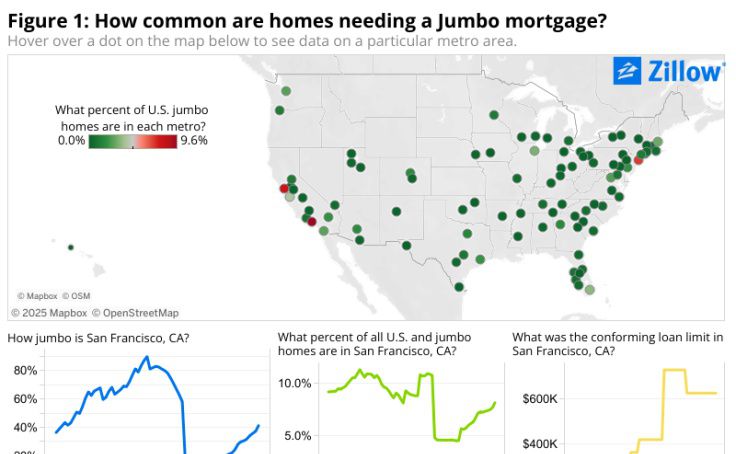 Figure 1: How common are homes needing a Jumbo mortgage?
Hover over a dot on the map below to see data on a particular metro area.
Zillow
What percent of U.S. jumbo
homes are in each metro?
0.0% 9.6%
© Mapbox © OSM
© 2025 Mapbox © OpenStreetMap
How jumbo is San Francisco, CA?
80%
60%
40%
20%
What percent of all U.S. and jumbo
homes are in San Francisco, CA?
10.0%
5.0%
What was the conforming loan limit in
San Francisco, CA?
$600K
$400K